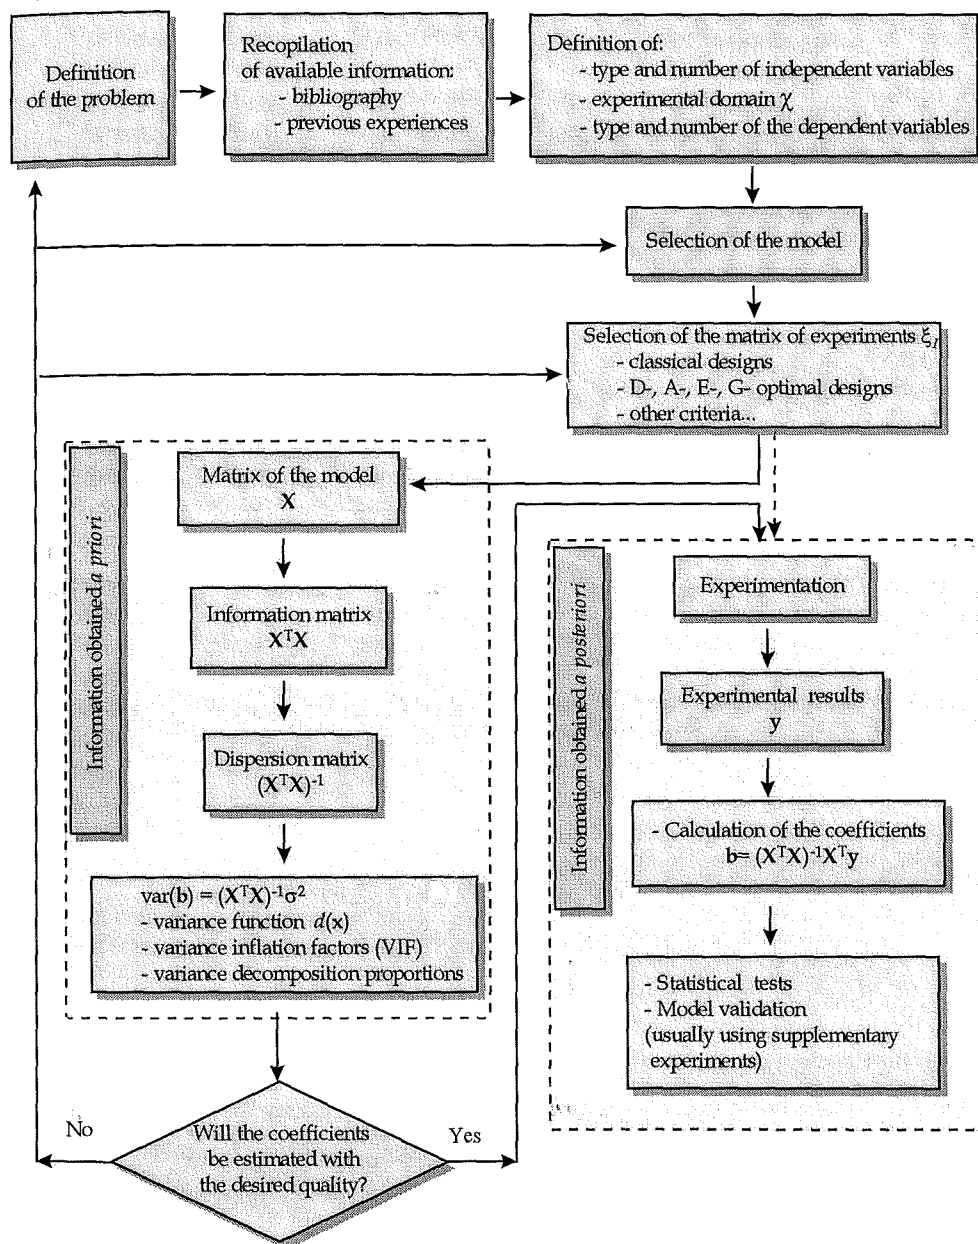 Definition
of the problem
Recopilation
of available information:
- bibliography
- previous experiences
Definition of:
- type and number of independent variables
- experimental domain χ
- type and number of the dependent variables
Selection of the model
Selection of the matrix of experiments ξI
- classical designs
- D-, A-, E-, G- optimal designs
- other criteria...
Information obtained a priori
Matrix of the model
X
Information matrix
XᵀX
Dispersion matrix
(XᵀX)⁻¹
var(b) = (XᵀX)⁻¹σ²
- variance function d(x)
- variance inflation factors (VIF)
- variance decomposition proportions
Will the coefficients
be estimated with
the desired quality?
No
Yes
Information obtained a posteriori
Experimentation
Experimental results
y
- Calculation of the coefficients
b= (XᵀX)⁻¹Xᵀy
- Statistical tests
- Model validation
(usually using supplementary
experiments)